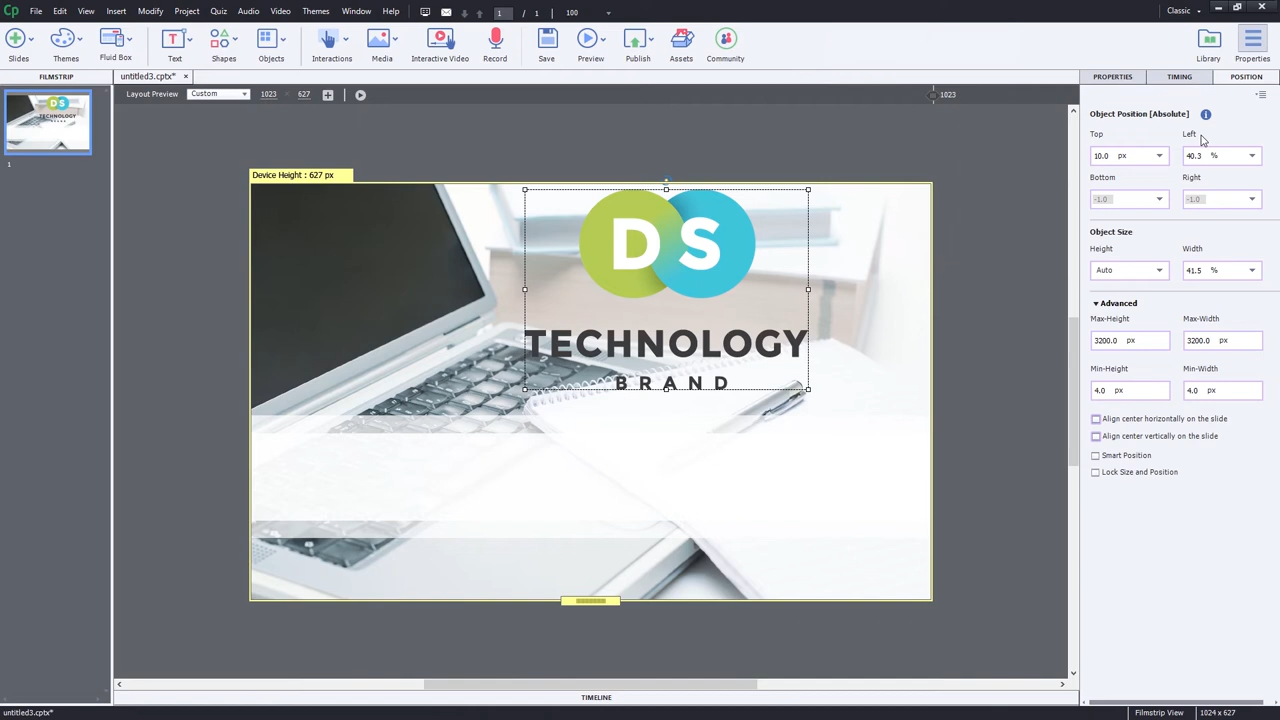 Cp File Edit View Insert Modify Project Quiz Audio Video Themes Window Help 1 / 1 100 Classic
Slides Themes Fluid Box Text Shapes Objects Interactions Media Interactive Video Record Save Preview Publish Assets Community Library Properties
FILMSTRIP untitled3.cptx* × PROPERTIES TIMING POSITION
Layout Preview Custom 1023 627 1023
Object Position [Absolute] i
Top Left
10.0 px 40.3 %
Bottom Right
-1.0 -1.0
Object Size
Height Width
Auto 41.5 %
Advanced
Max-Height Max-Width
3200.0 px 3200.0 px
Min-Height Min-Width
4.0 px 4.0 px
Align center horizontally on the slide
Align center vertically on the slide
Smart Position
Lock Size and Position
DS
TECHNOLOGY
1
Device Height : 627 px
DS
TECHNOLOGY
BRAND
TIMELINE
untitled3.cptx* Filmstrip View 1024 x 627